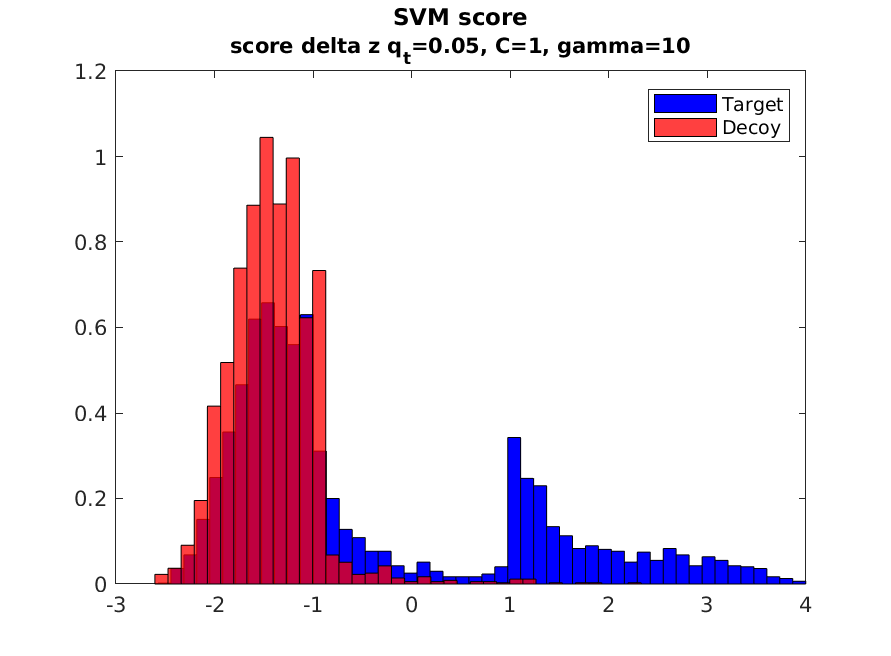 SVM score
score delta z q_t=0.05, C=1, gamma=10
1.2
1
0.8
0.6
0.4
0.2
0
-3 -2 -1 0 1 2 3 4
Target
Decoy